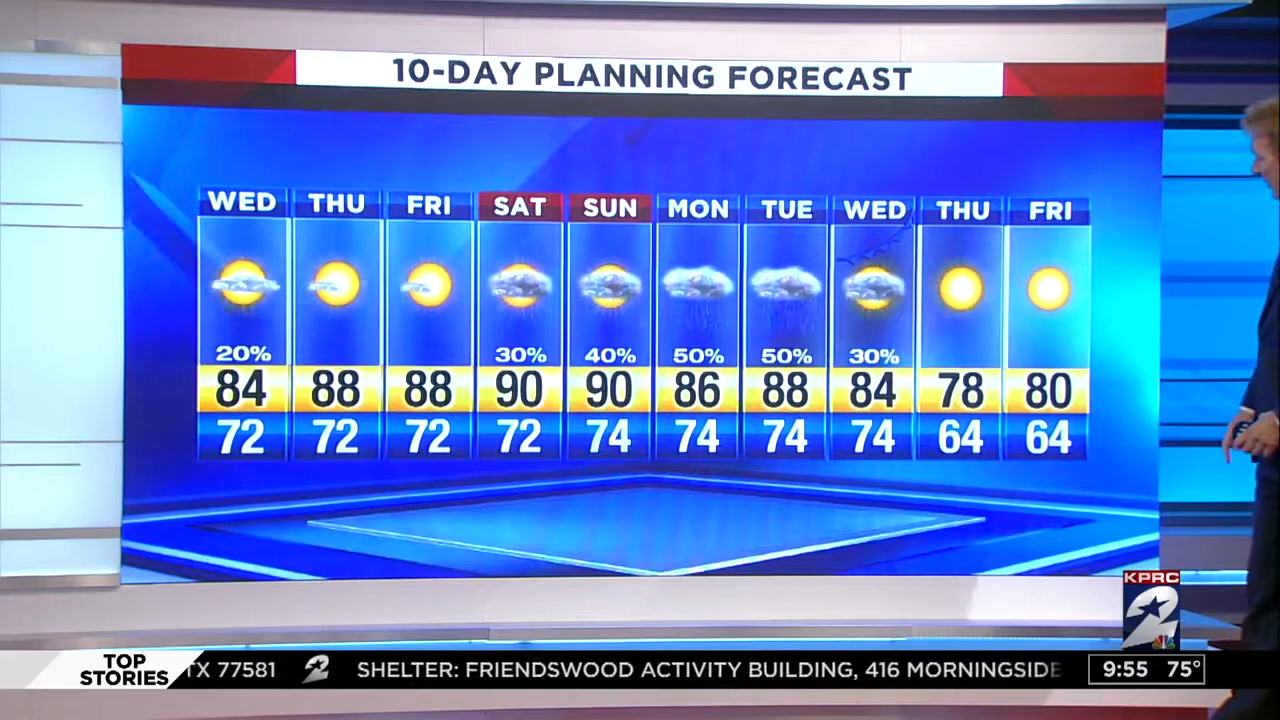 10-DAY PLANNING FORECAST
WED THU FRI SAT SUN MON TUE WED THU FRI
20% 30% 40% 50% 50% 30%
84 88 88 90 90 86 88 84 78 80
72 72 72 72 74 74 74 74 64 64
KPRC
2
TOP STORIES
TX 77581 2 SHELTER: FRIENDSWOOD ACTIVITY BUILDING, 416 MORNINGSIDE
9:55 75°